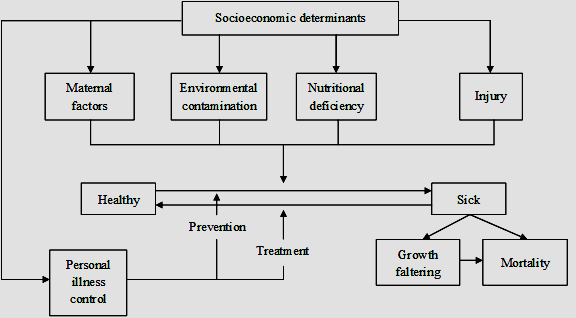 Socioeconomic determinants
Maternal
factors
Environmental
contamination
Nutritional
deficiency
Injury
Healthy
Sick
Prevention
Treatment
Growth
faltering
Mortality
Personal
illness
control